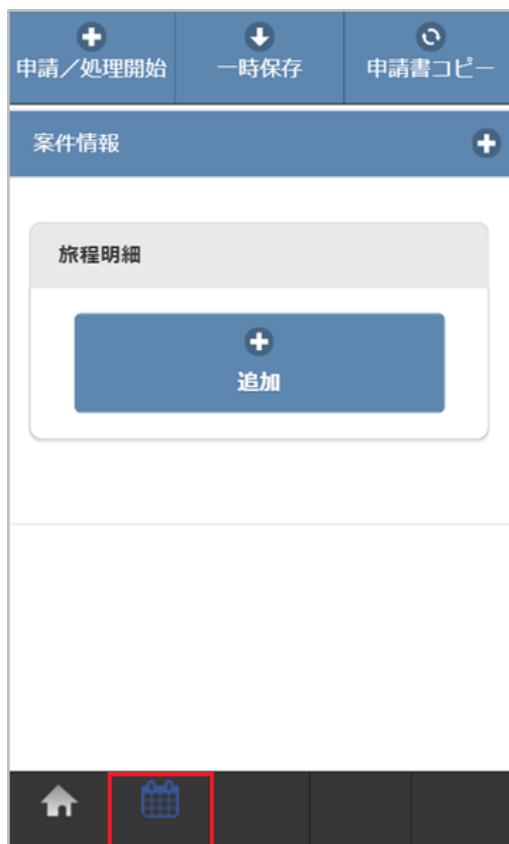 申請／処理開始
一時保存
申請書コピー
案件情報
旅程明細
追加